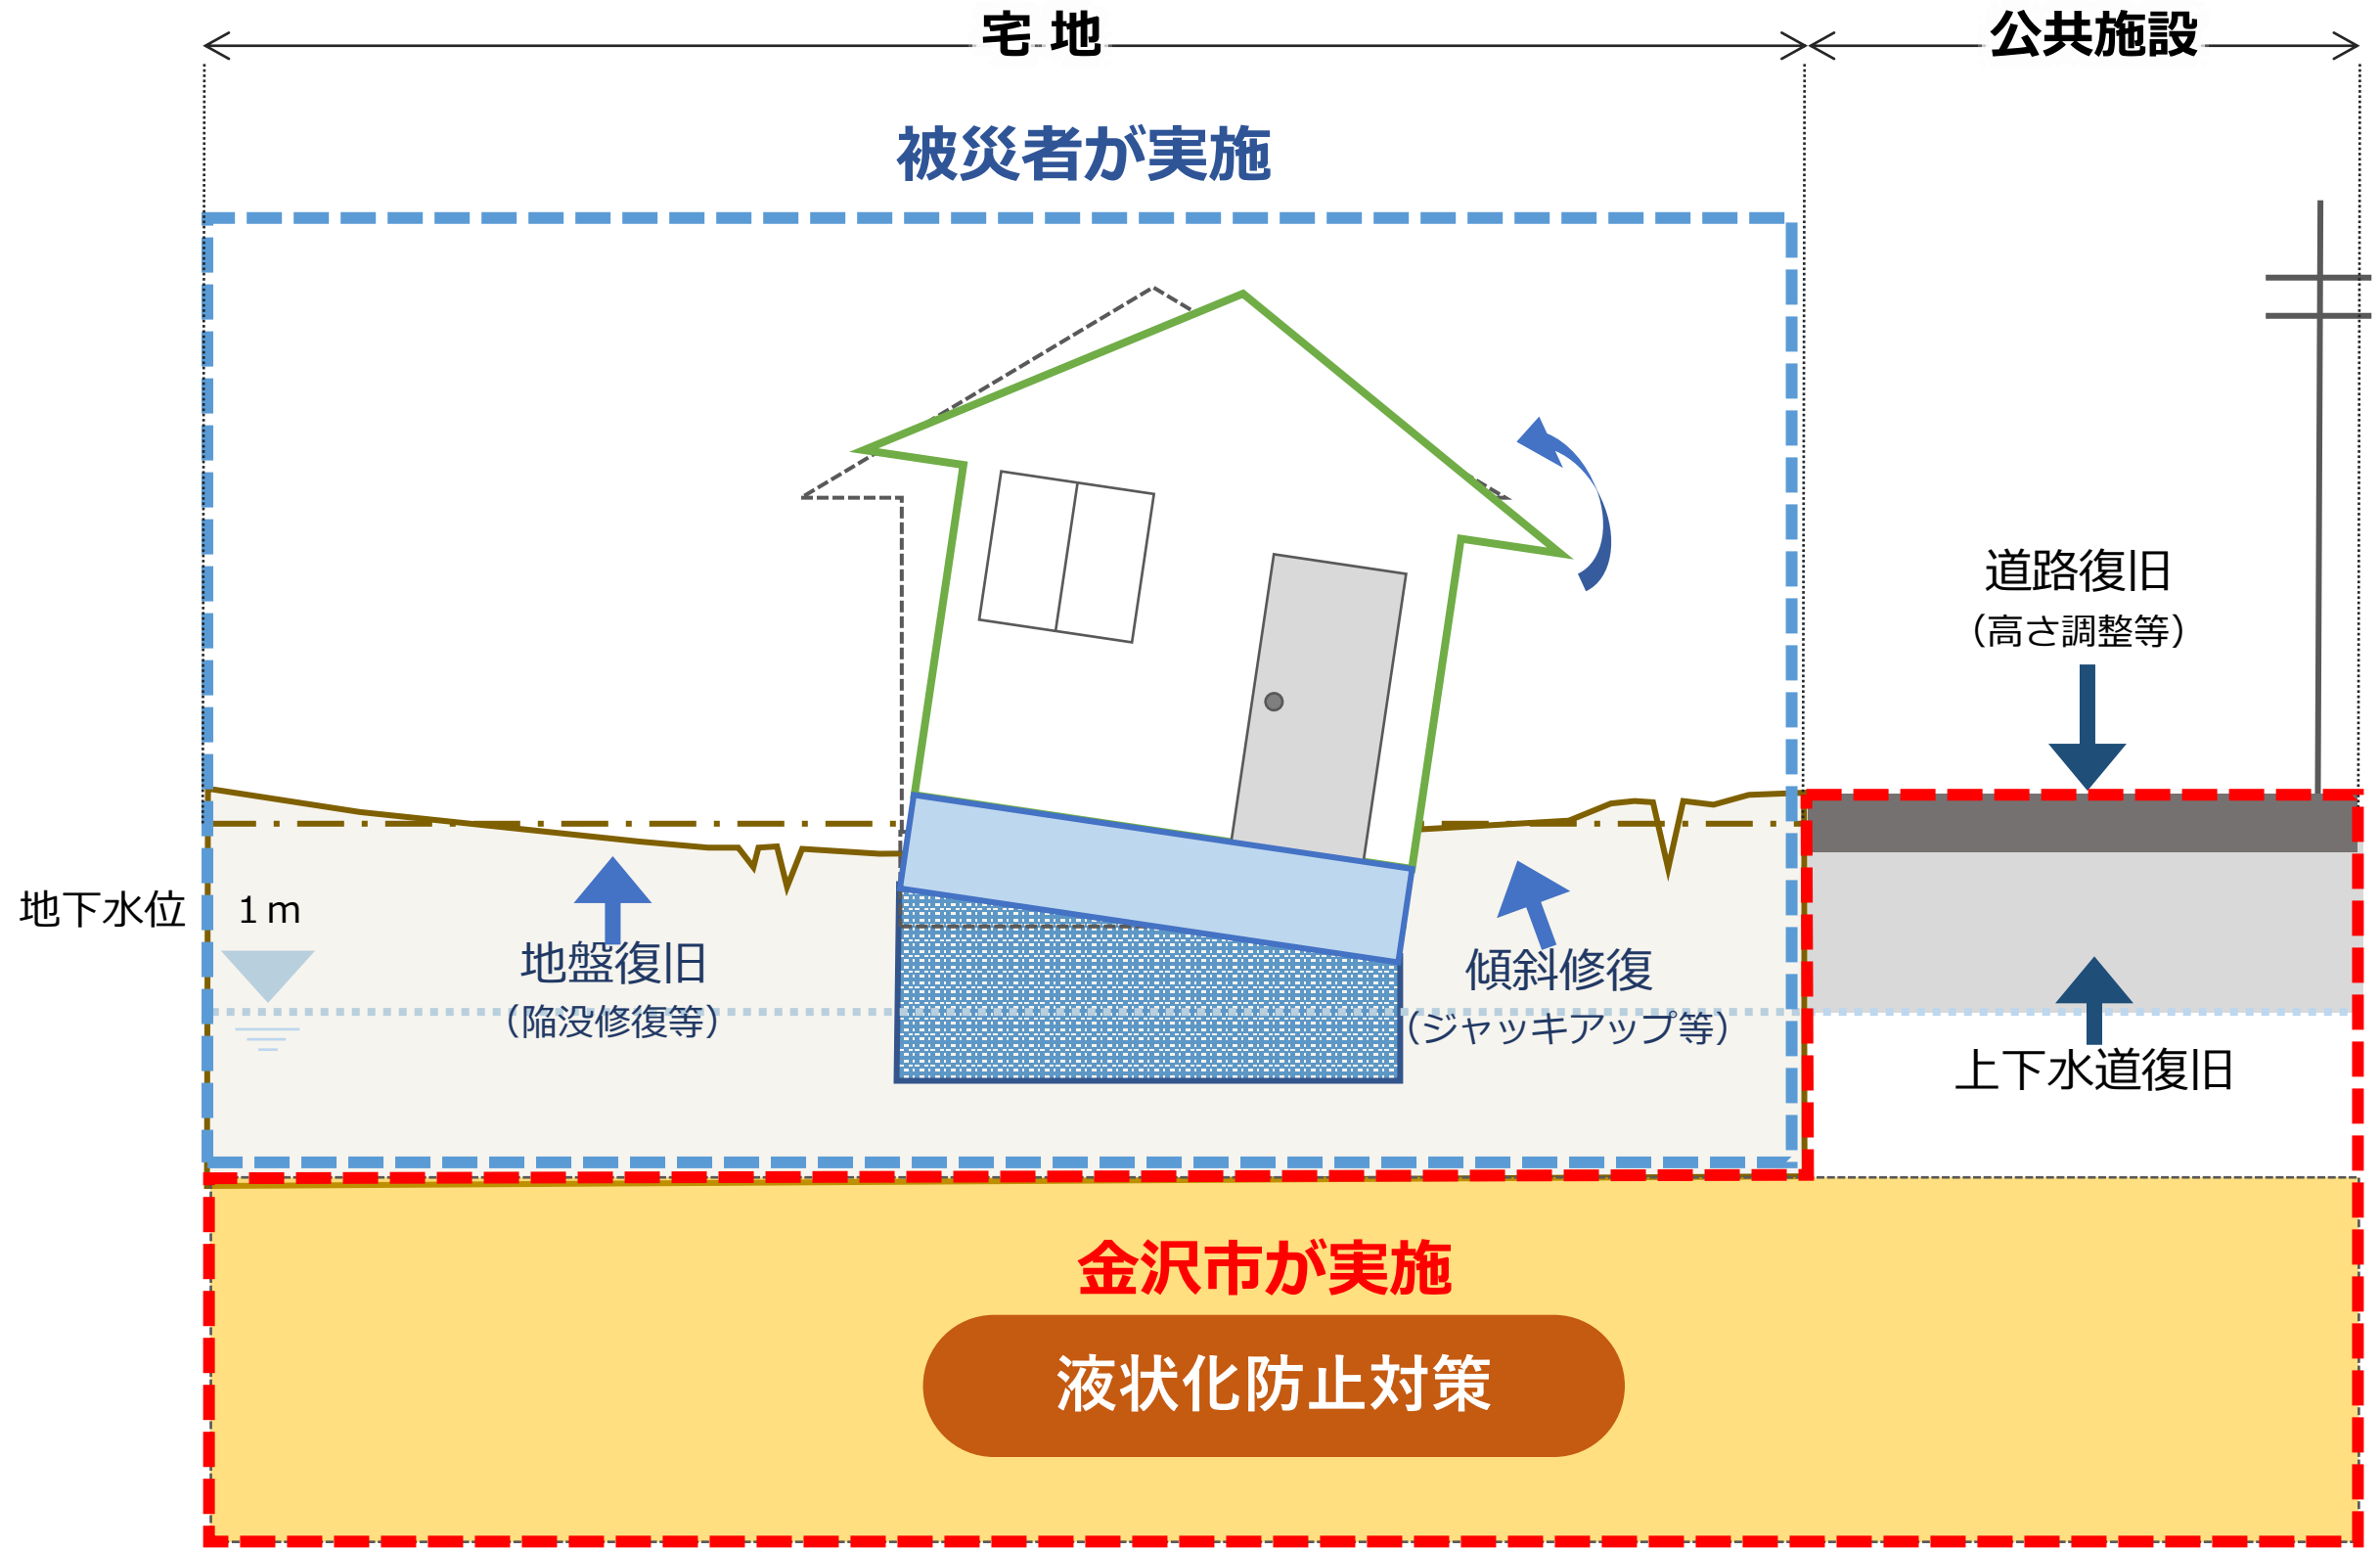 宅 地
公共施設
被災者が実施
道路復旧
（高さ調整等）
地下水位
1ｍ
地盤復旧
（陥没修復等）
傾斜修復
（ジャッキアップ等）
上下水道復旧
金沢市が実施
液状化防止対策